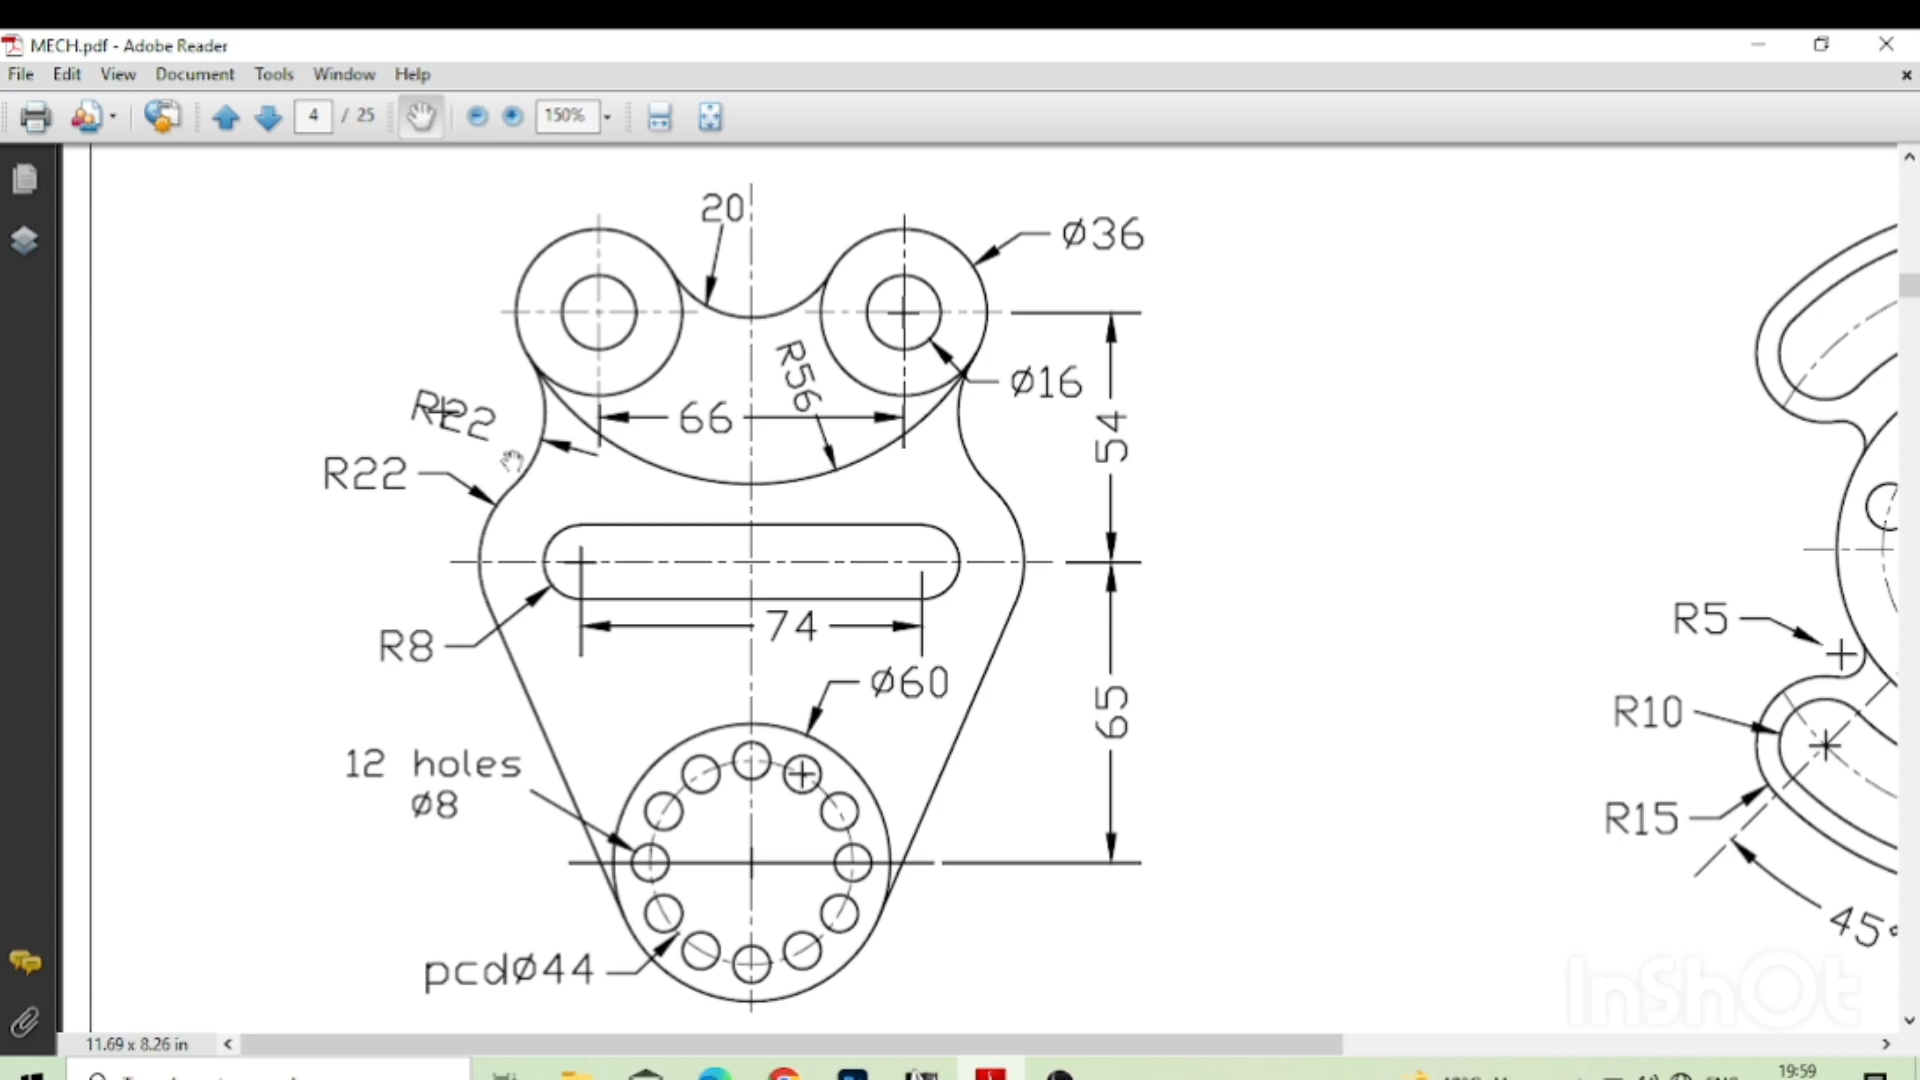 MECH.pdf - Adobe Reader
File Edit View Document Tools Window Help
4 / 25 150%
20
Ø36
R56
Ø16
R22
66
54
R22
R8
74
Ø60
65
12 holes
Ø8
pcdØ44
R5
R10
R15
45°
InShOt
11.69 x 8.26 in
19:59